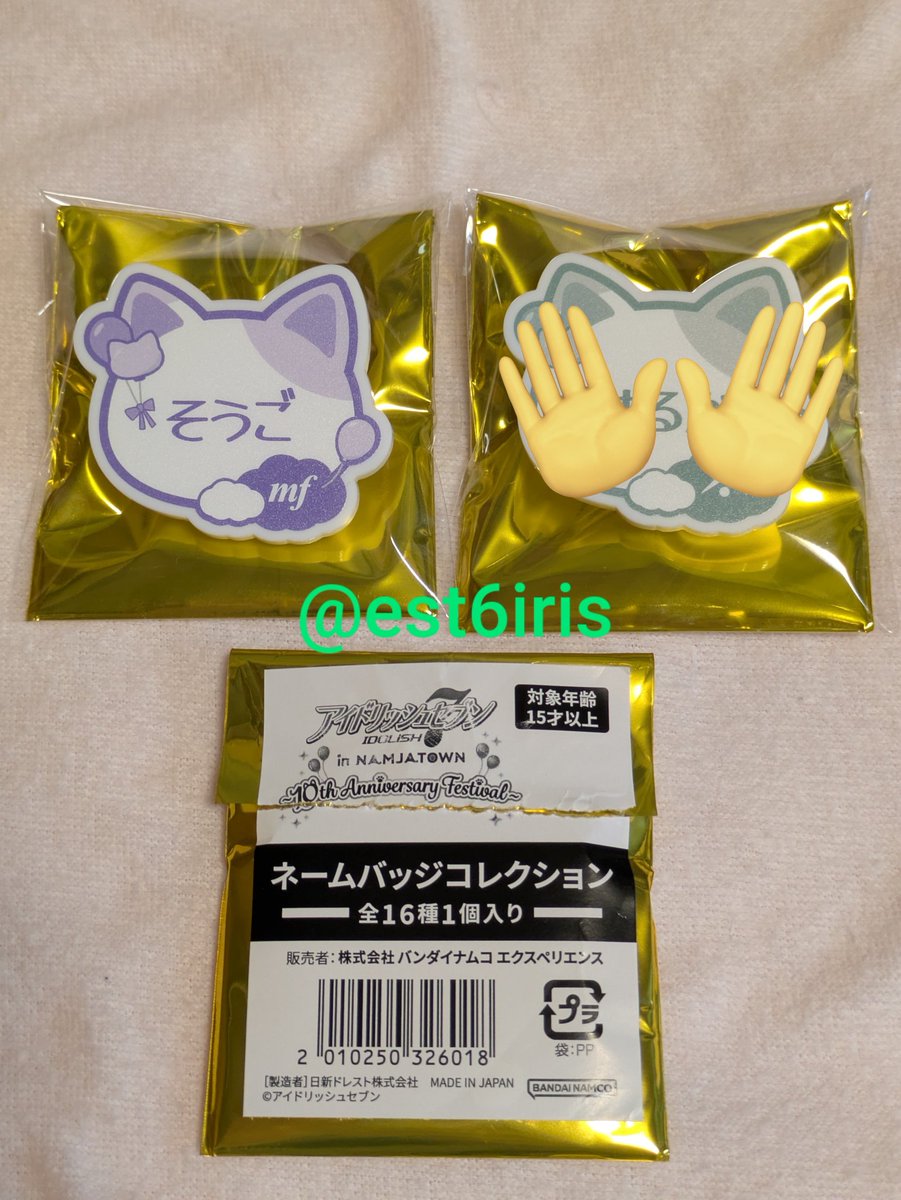 そうご
mf
る
@est6iris
アイドリッシュセブン
IDOLiSH7
in NAMJATOWN
~10th Anniversary Festival~
対象年齢
15才以上
ネームバッジコレクション
全16種1個入り
販売者:株式会社 バンダイナムコ エクスペリエンス
2 010250 326018
プラ
袋:PP
[製造者]日新ドレスト株式会社 MADE IN JAPAN
BANDAI NAMCO
©アイドリッシュセブン